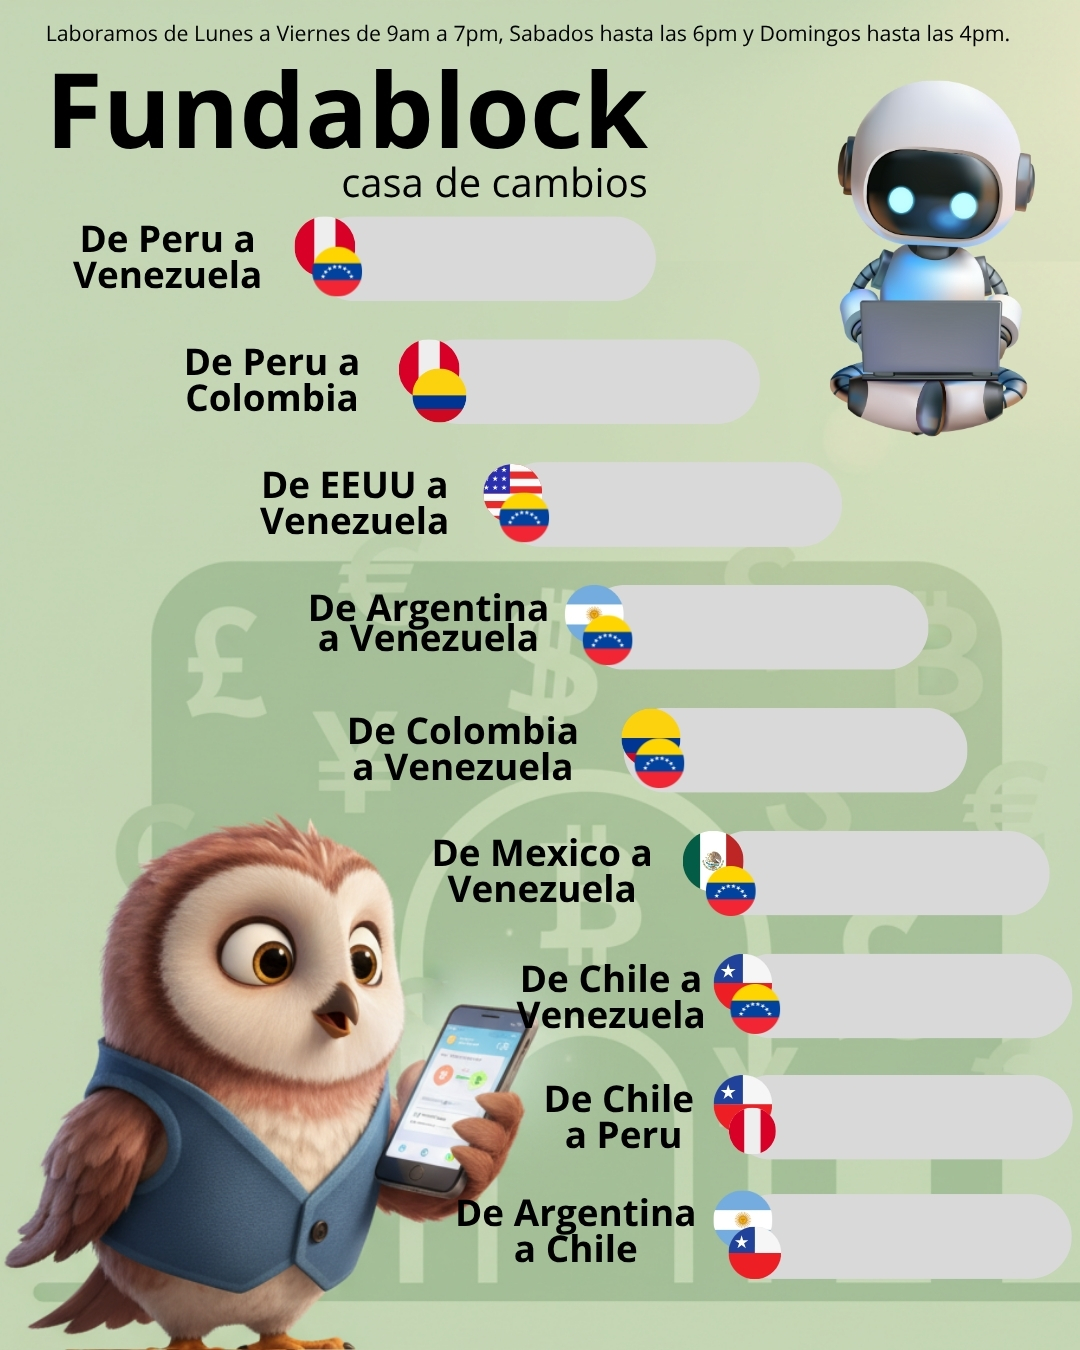 Laboramos de Lunes a Viernes de 9am a 7pm, Sabados hasta las 6pm y Domingos hasta las 4pm.
Fundablock
casa de cambios
De Peru a
Venezuela
De Peru a
Colombia
De EEUU a
Venezuela
De Argentina
a Venezuela
De Colombia
a Venezuela
De Mexico a
Venezuela
De Chile a
Venezuela
De Chile
a Peru
De Argentina
a Chile